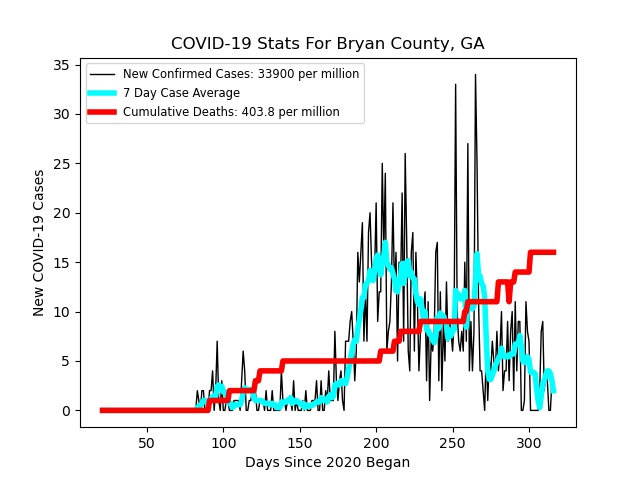 COVID-19 Stats For Bryan County, GA
New Confirmed Cases: 33900 per million
7 Day Case Average
Cumulative Deaths: 403.8 per million
New COVID-19 Cases
35
30
25
20
15
10
5
0
50 100 150 200 250 300
Days Since 2020 Began